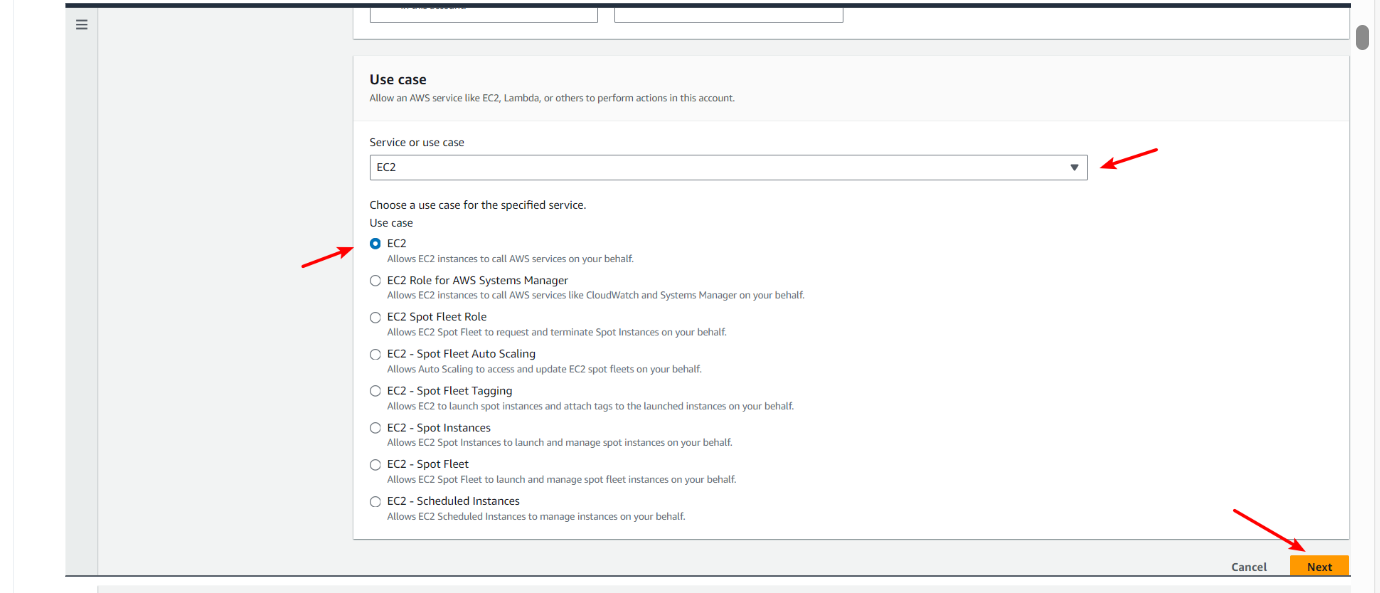 Use case
Allow an AWS service like EC2, Lambda, or others to perform actions in this account.
Service or use case
EC2
Choose a use case for the specified service.
Use case
EC2
Allows EC2 instances to call AWS services on your behalf.
EC2 Role for AWS Systems Manager
Allows EC2 instances to call AWS services like CloudWatch and Systems Manager on your behalf.
EC2 Spot Fleet Role
Allows EC2 Spot Fleet to request and terminate Spot Instances on your behalf.
EC2 - Spot Fleet Auto Scaling
Allows Auto Scaling to access and update EC2 spot fleets on your behalf.
EC2 - Spot Fleet Tagging
Allows EC2 to launch spot instances and attach tags to the launched instances on your behalf.
EC2 - Spot Instances
Allows EC2 Spot Instances to launch and manage spot instances on your behalf.
EC2 - Spot Fleet
Allows EC2 Spot Fleet to launch and manage spot fleet instances on your behalf.
EC2 - Scheduled Instances
Allows EC2 Scheduled Instances to manage instances on your behalf.
Cancel Next